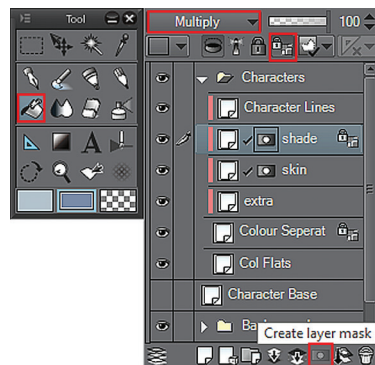 Tool
Multiply 100
Characters
Character Lines
shade
skin
extra
Colour Seperat
Col Flats
Character Base
Create layer mask